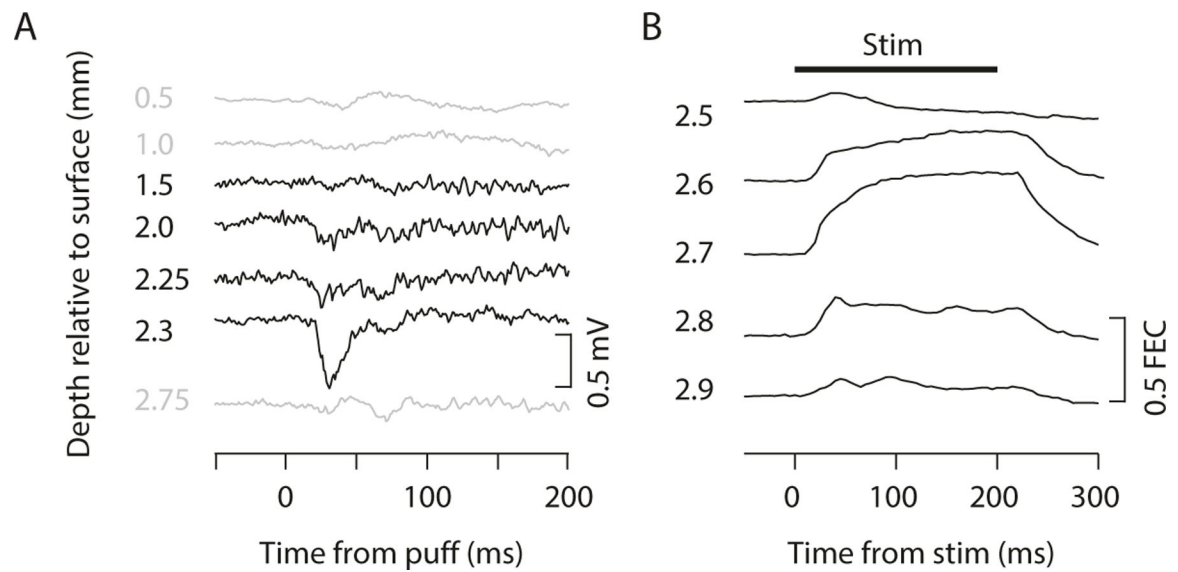 A
Depth relative to surface (mm)
0.5
1.0
1.5
2.0
2.25
2.3
2.75
0.5 mV
0 100 200
Time from puff (ms)
B
Stim
2.5
2.6
2.7
2.8
2.9
0.5 FEC
0 100 200 300
Time from stim (ms)